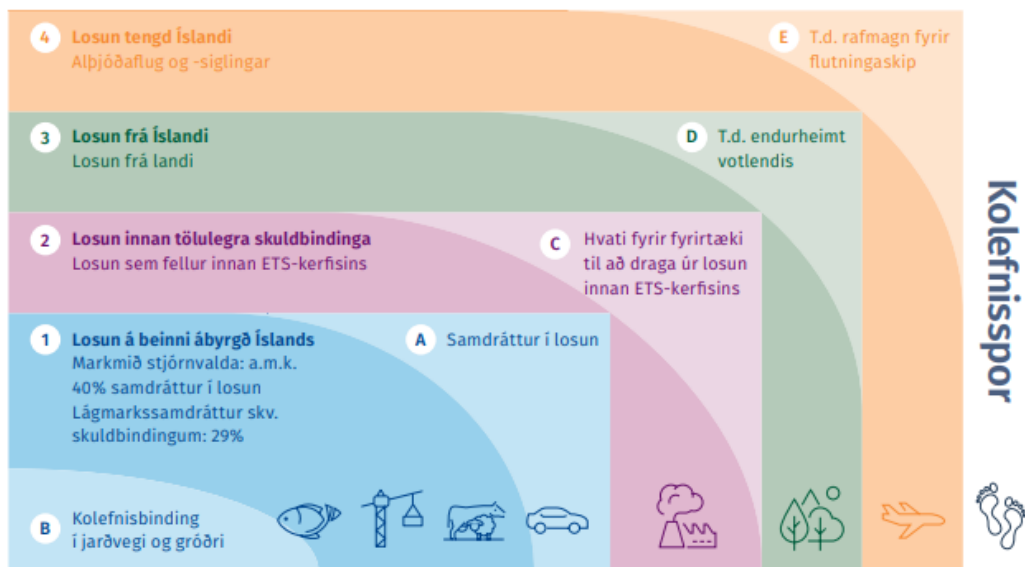 4 Losun tengd Íslandi
Alþjóðaflug og -siglingar
E T.d. rafmagn fyrir
flutningaskip
3 Losun frá Íslandi
Losun frá landi
D T.d. endurheimt
votlendis
2 Losun innan tölulegra skuldbindinga
Losun sem fellur innan ETS-kerfisins
C Hvati fyrir fyrirtæki
til að draga úr losun
innan ETS-kerfisins
1 Losun á beinni ábyrgð Íslands
Markmið stjórnvalda: a.m.k.
40% samdráttur í losun
Lágmarkssamdráttur skv.
skuldbindingum: 29%
A Samdráttur í losun
B Kolefnisbinding
í jarðvegi og gróðri
Kolefnisspor